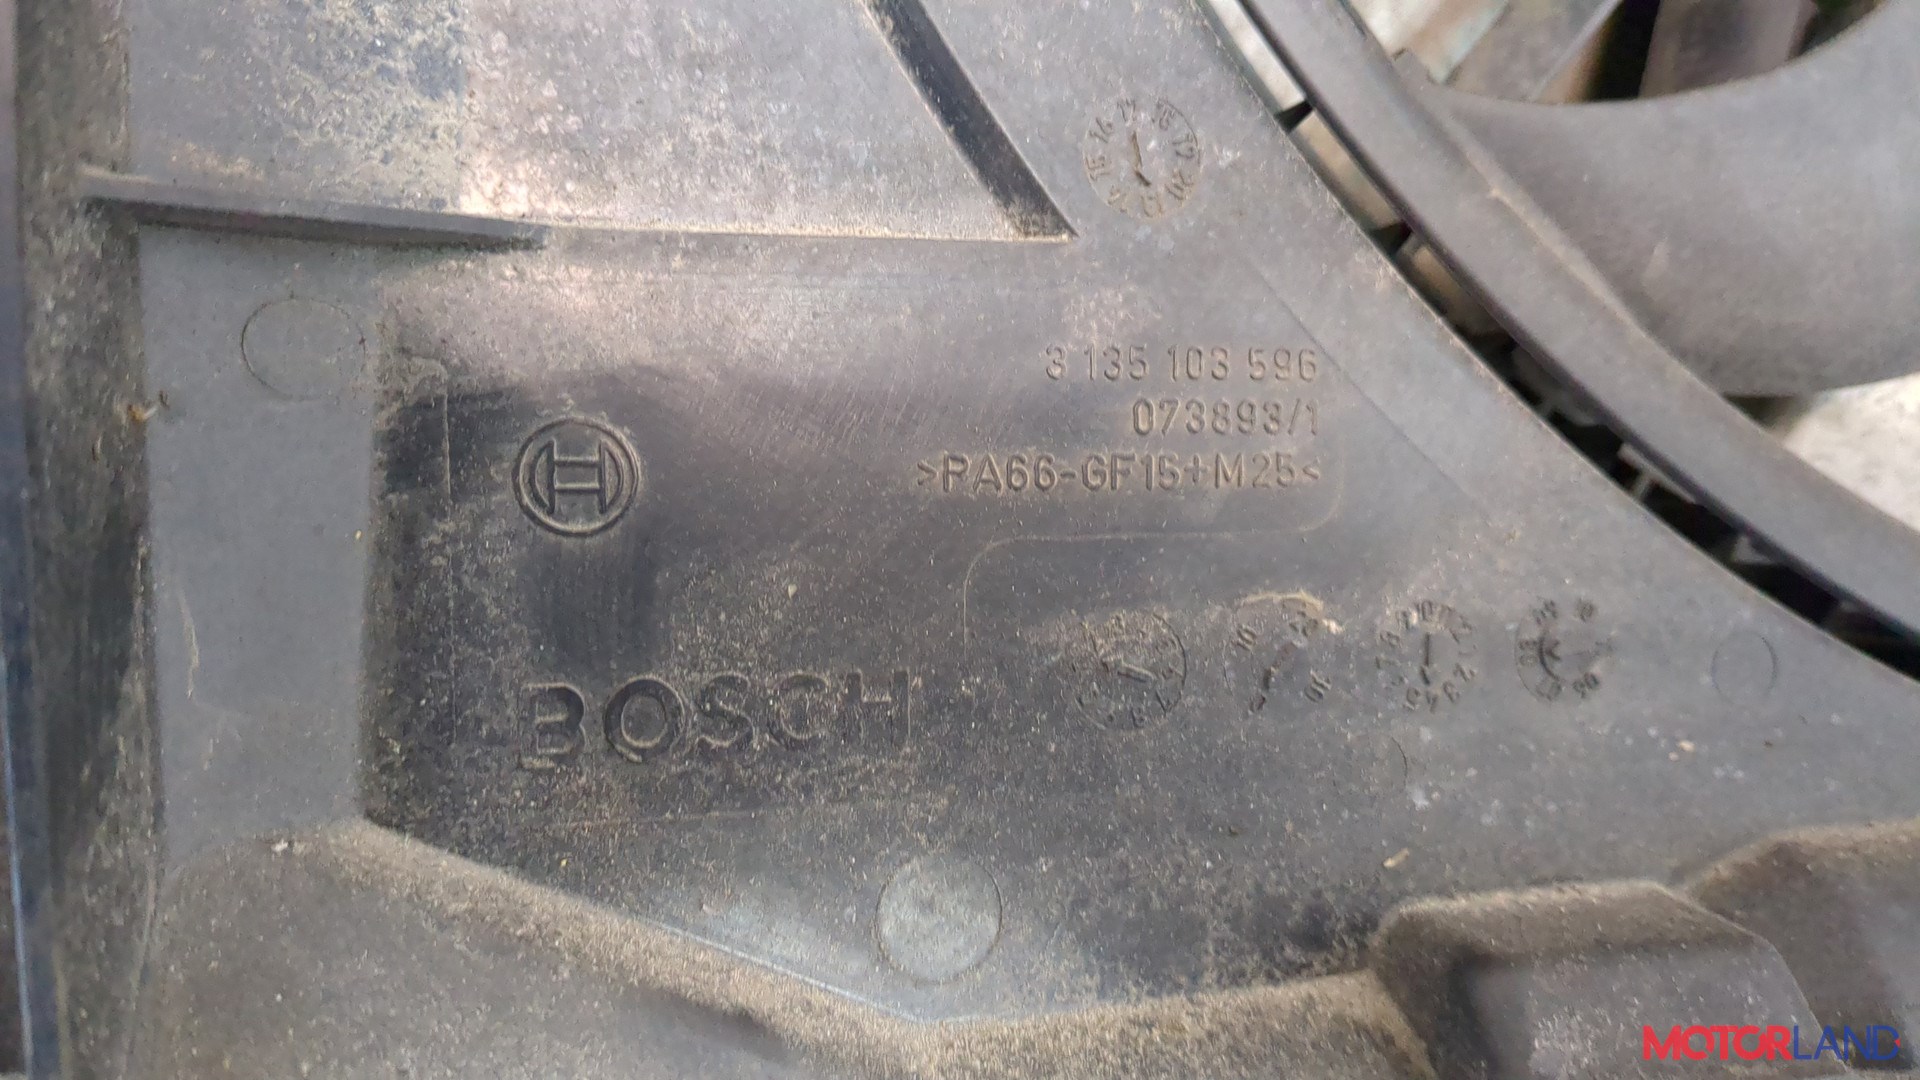 3 135 103 596
073893/1
>PA66-GF15+M25<
BOSCH
MOTORLAND